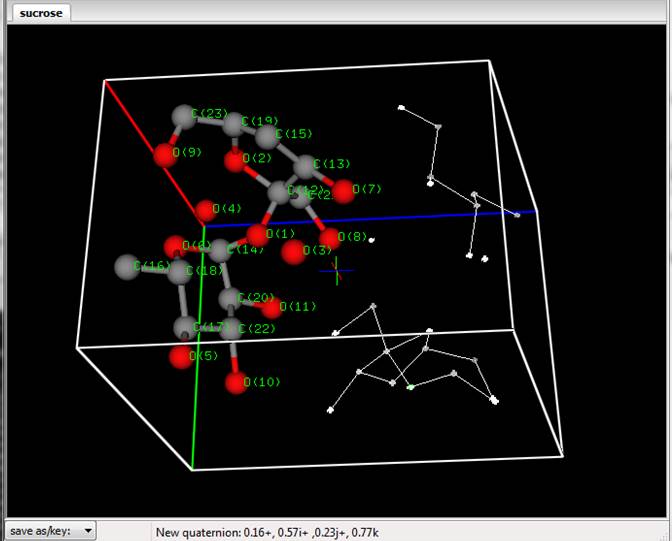 sucrose
C(23)
C(19)
C(15)
O(9)
O(2)
C(13)
O(7)
C(12)
O(4)
O(1)
O(8)
O(6)
C(14)
O(3)
C(16)
C(18)
C(20)
O(11)
C(17)
C(22)
O(5)
O(10)
save as/key:
New quaternion: 0.16+, 0.57i+ ,0.23j+, 0.77k